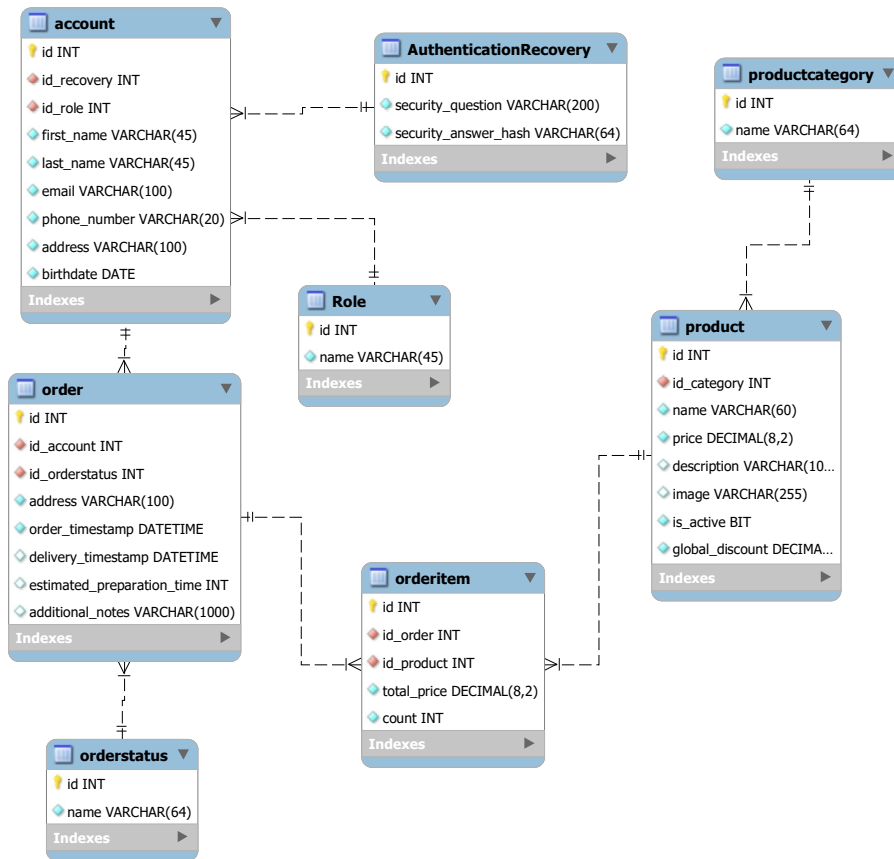 account
id INT
id_recovery INT
id_role INT
first_name VARCHAR(45)
last_name VARCHAR(45)
email VARCHAR(100)
phone_number VARCHAR(20)
address VARCHAR(100)
birthdate DATE
Indexes
AuthenticationRecovery
id INT
security_question VARCHAR(200)
security_answer_hash VARCHAR(64)
Indexes
productcategory
id INT
name VARCHAR(64)
Indexes
Role
id INT
name VARCHAR(45)
Indexes
product
id INT
id_category INT
name VARCHAR(60)
price DECIMAL(8,2)
description VARCHAR(10...
image VARCHAR(255)
is_active BIT
global_discount DECIMA...
Indexes
order
id INT
id_account INT
id_orderstatus INT
address VARCHAR(100)
order_timestamp DATETIME
delivery_timestamp DATETIME
estimated_preparation_time INT
additional_notes VARCHAR(1000)
Indexes
orderitem
id INT
id_order INT
id_product INT
total_price DECIMAL(8,2)
count INT
Indexes
orderstatus
id INT
name VARCHAR(64)
Indexes